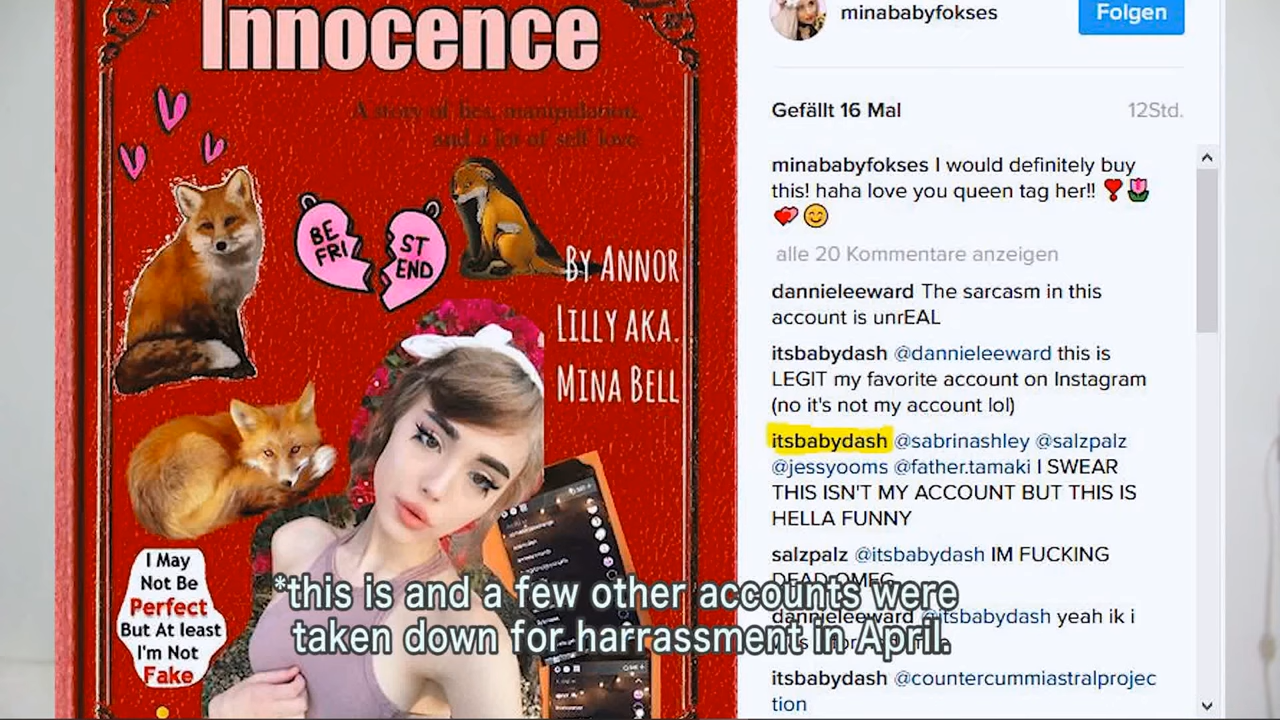 Innocence
A story of lies, manipulation,
and a lot of self love.
BE
FRI
ST
END
BY ANNOR
LILLY AKA.
MINA BELL
I May
Not Be
Perfect
But At least
I'm Not
Fake
minababyfokses
Folgen
Gefällt 16 Mal
12Std.
minababyfokses I would definitely buy
this! haha love you queen tag her!! ❣️🌷
💕😊
alle 20 Kommentare anzeigen
dannieleeward The sarcasm in this
account is unrEAL
itsbabydash @dannieleeward this is
LEGIT my favorite account on Instagram
(no it's not my account lol)
itsbabydash @sabrinashley @salzpalz
@jessyooms @father.tamaki I SWEAR
THIS ISN'T MY ACCOUNT BUT THIS IS
HELLA FUNNY
salzpalz @itsbabydash IM FUCKING
DEAD OMFG
dannieleeward @itsbabydash yeah ik i
itsbabydash @countercummiastralprojec
tion
*this is and a few other accounts were
taken down for harrassment in April.